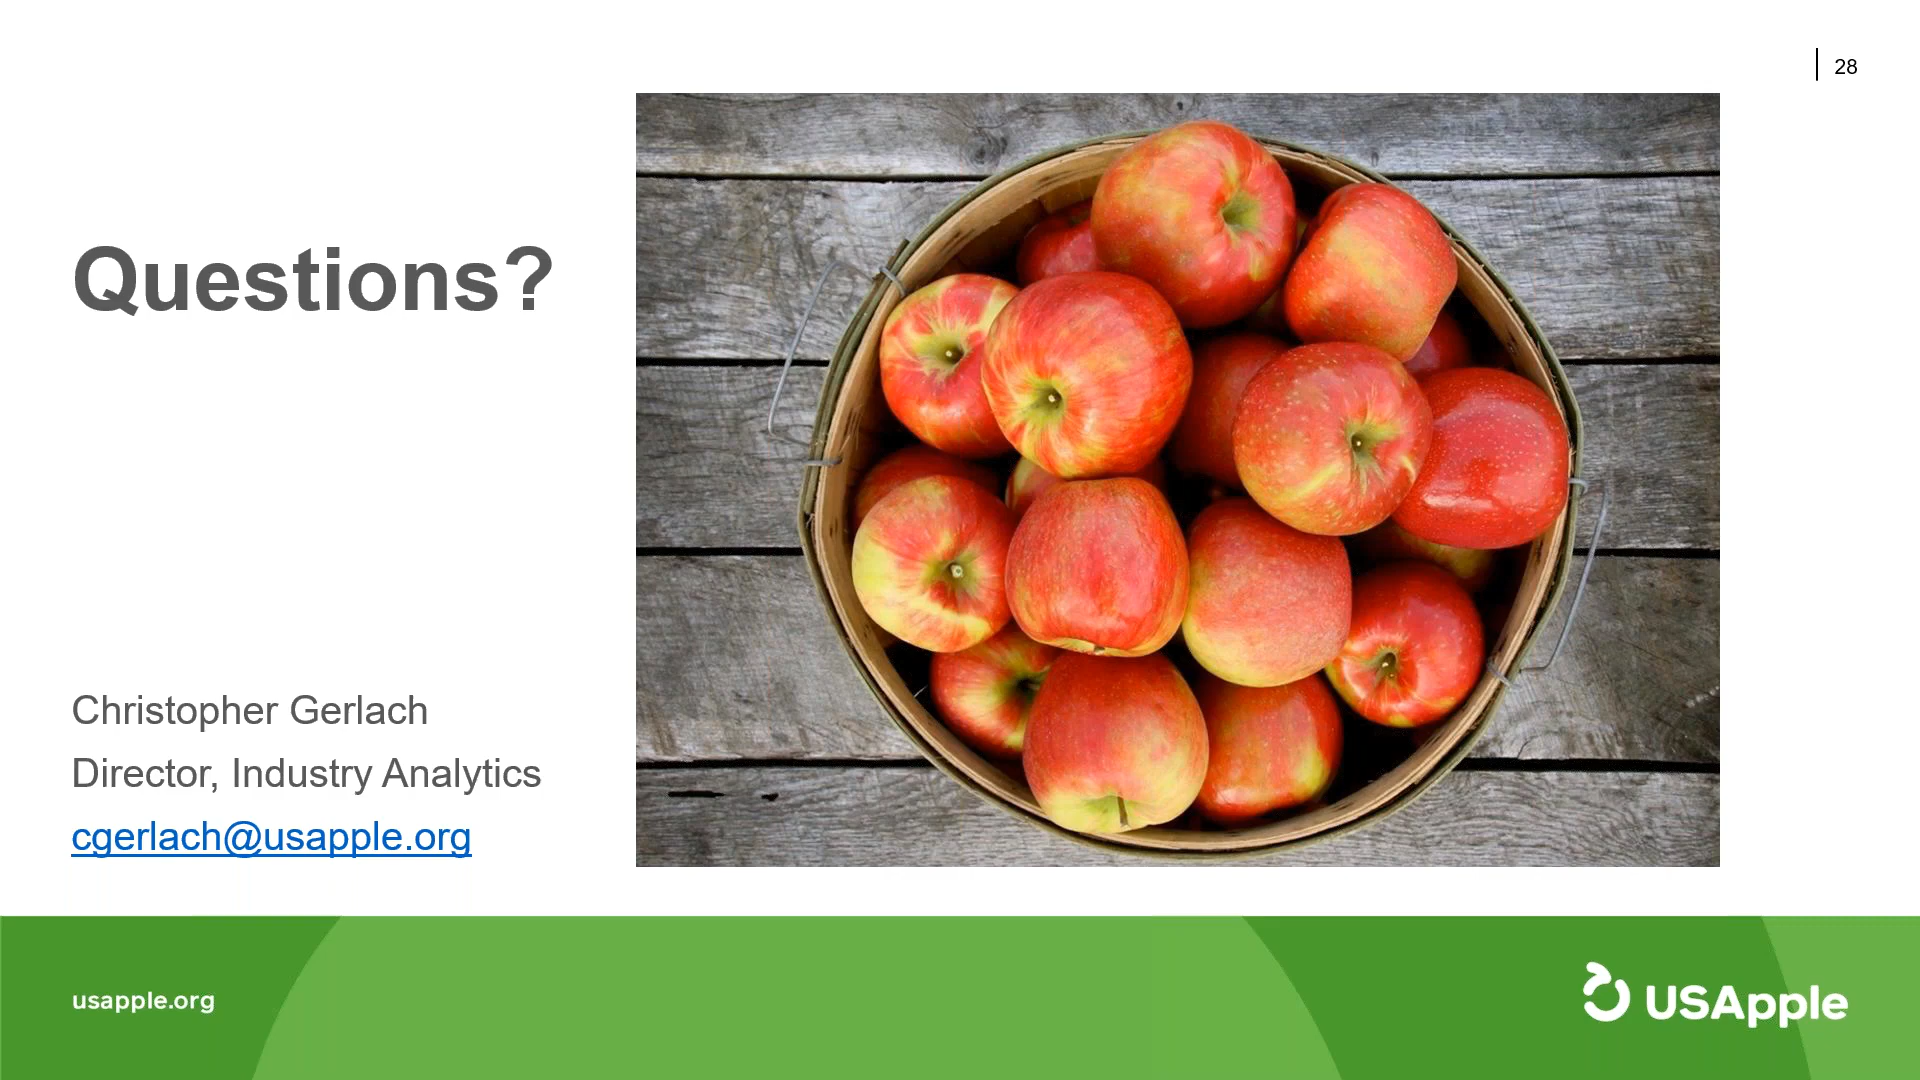 28
Questions?
Christopher Gerlach
Director, Industry Analytics
cgerlach@usapple.org
usapple.org
USApple